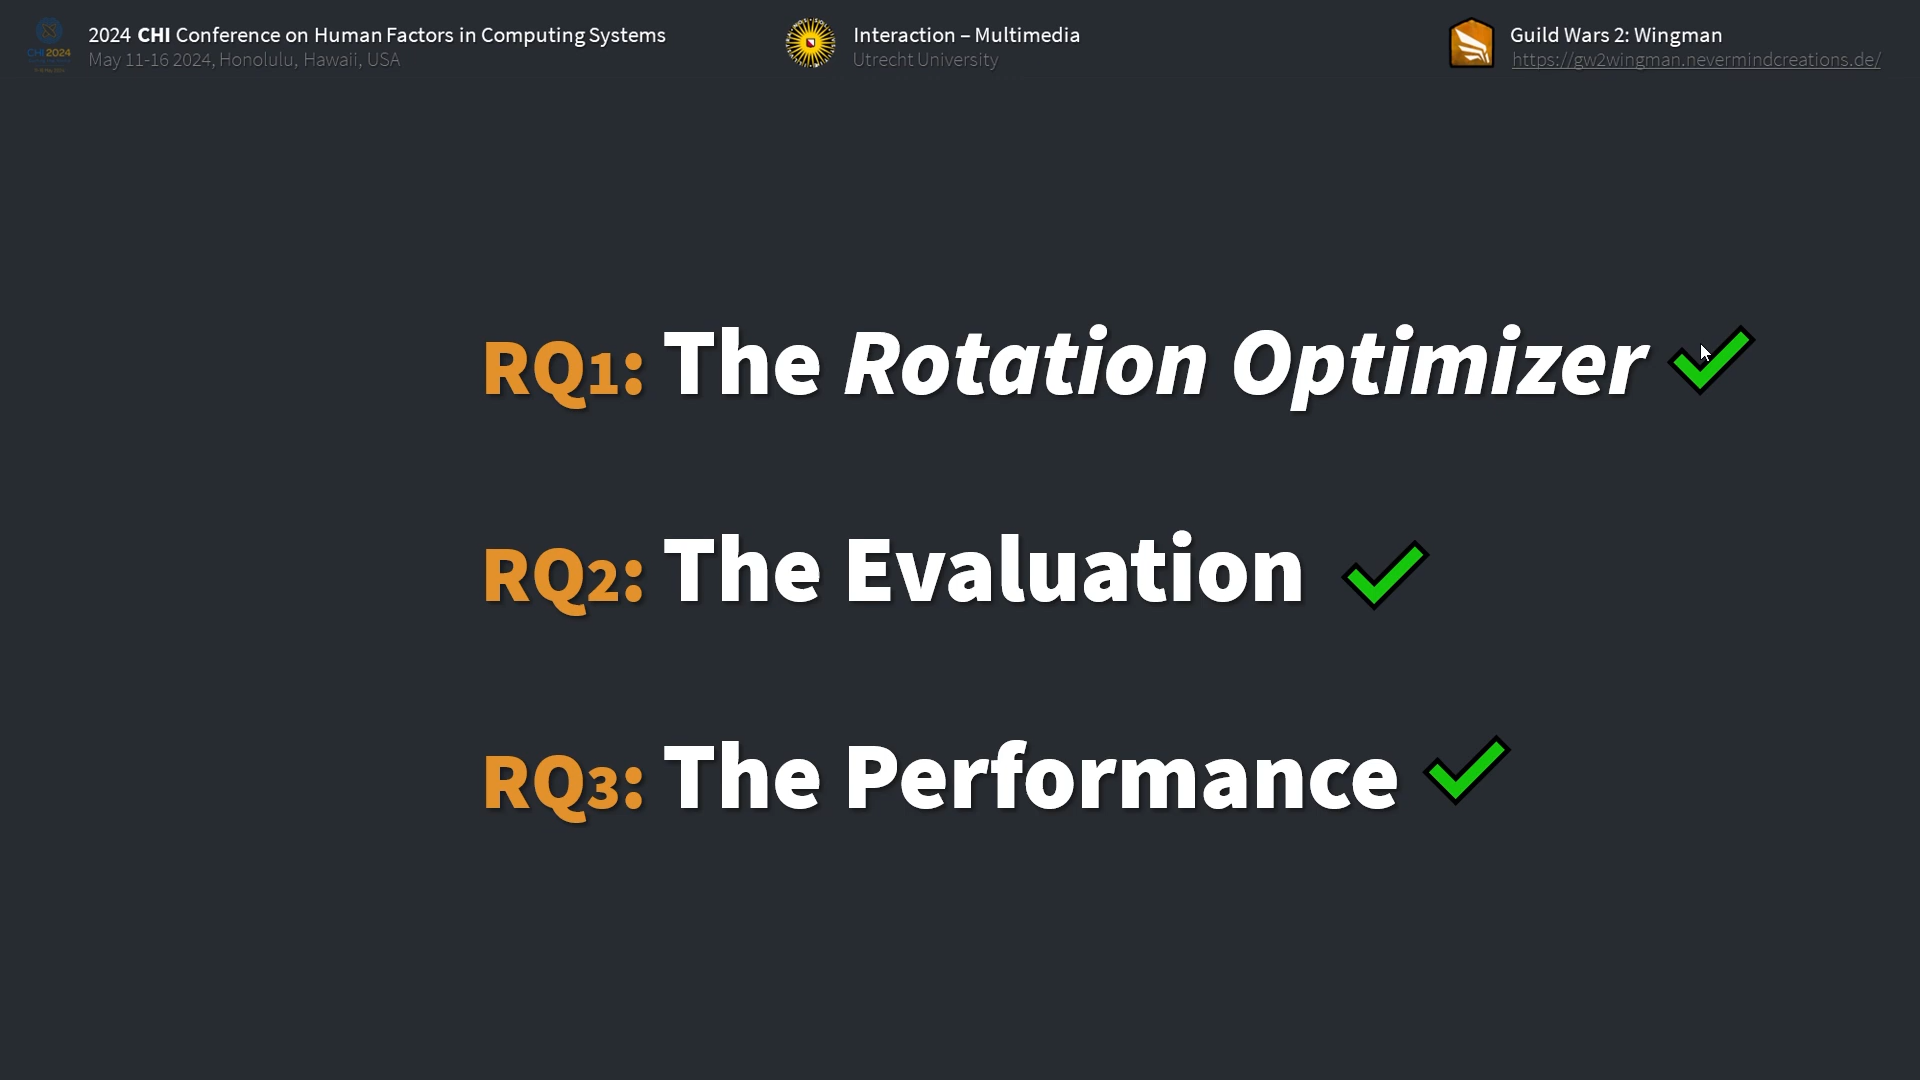 2024 CHI Conference on Human Factors in Computing Systems
May 11-16 2024, Honolulu, Hawaii, USA
CHI 2024
Interaction – Multimedia
Utrecht University
Guild Wars 2: Wingman
https://gw2wingman.nevermindcreations.de/
RQ1: The Rotation Optimizer
RQ2: The Evaluation
RQ3: The Performance